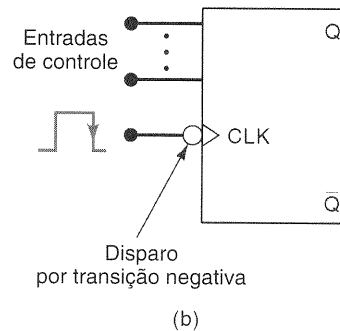 Entradas
de controle
Q
CLK
Q̅
Disparo
por transição negativa
(b)